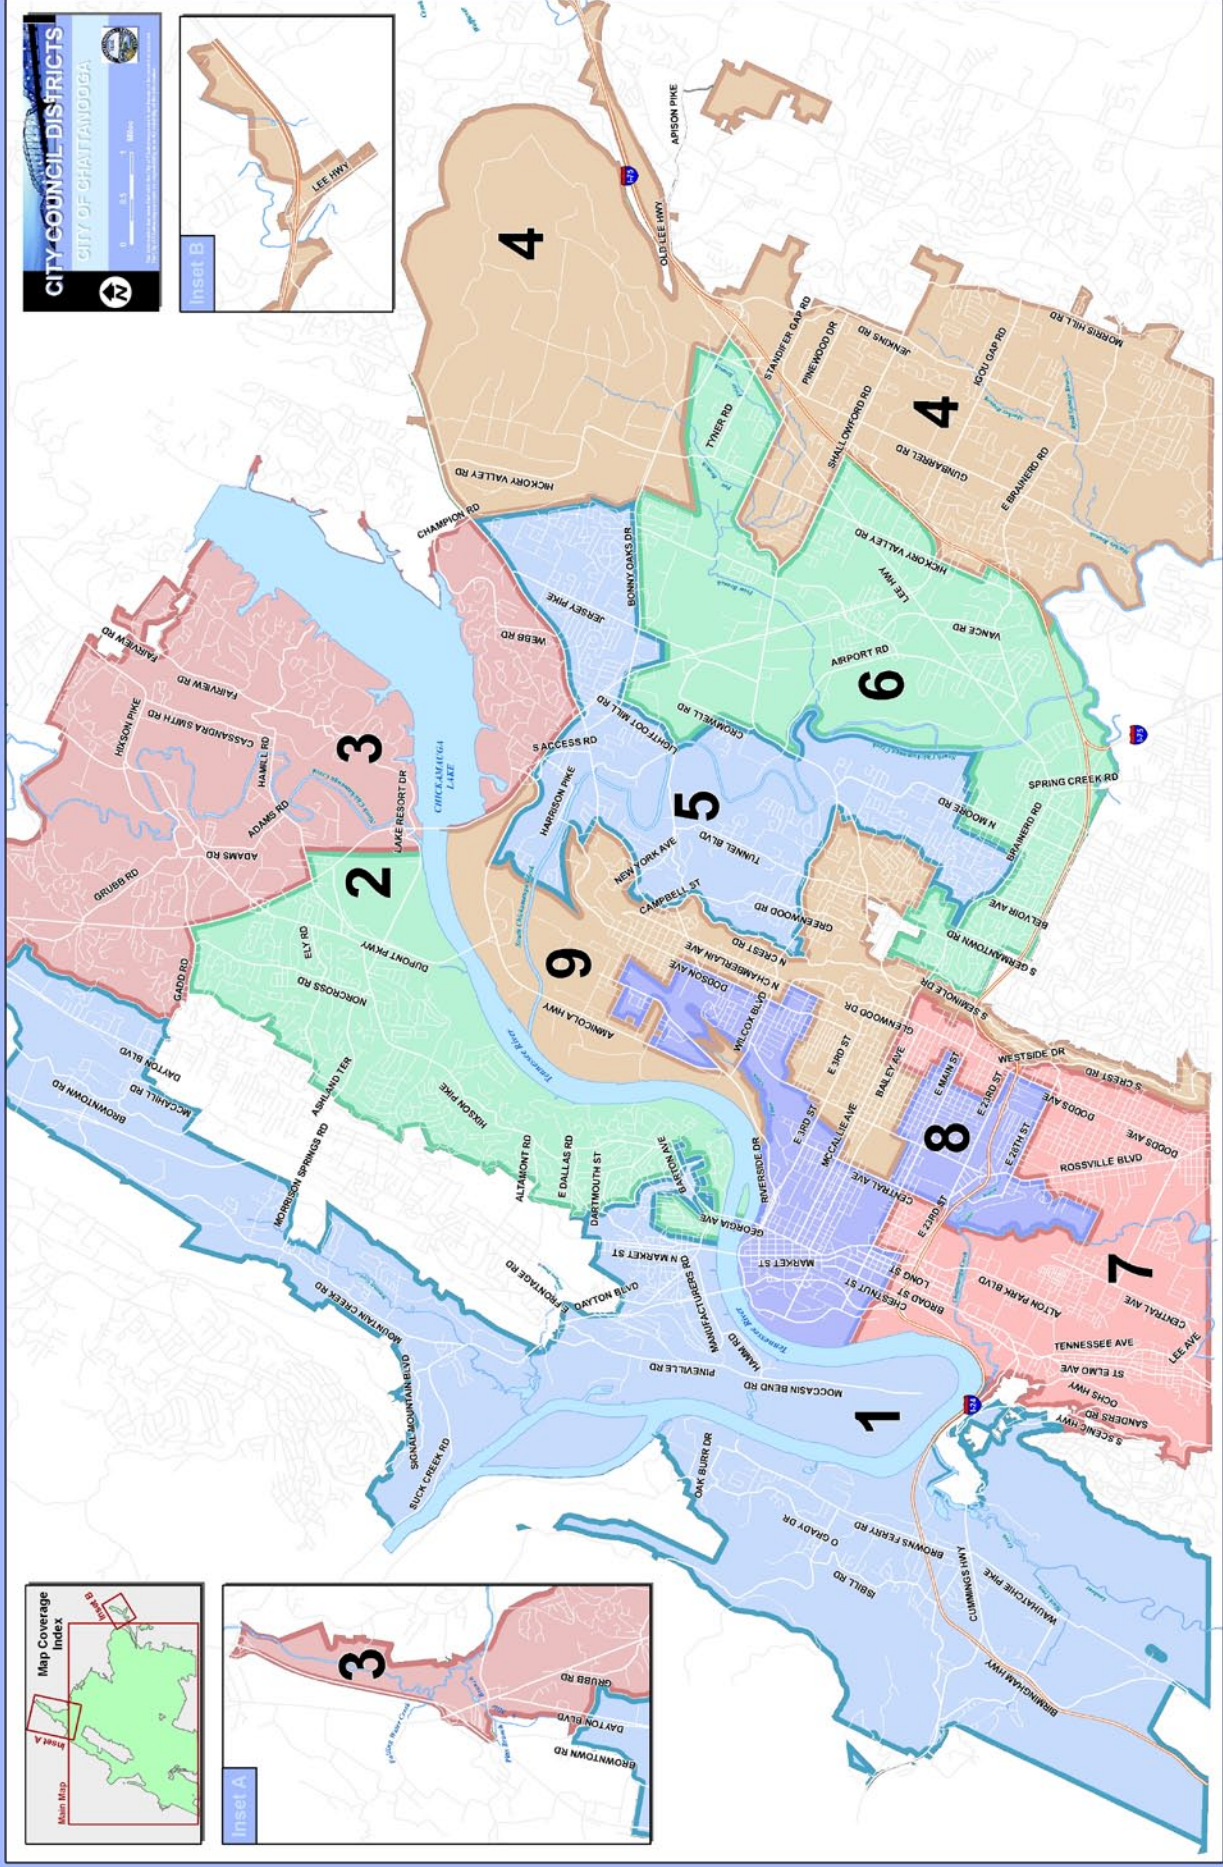 CITY COUNCIL DISTRICTS
CITY OF CHATTANOOGA
0 0.5 1 Miles
N
Inset B
LEE HWY
Map Coverage
Index
Inset A
Inset B
Main Map
Inset A
3
GRUBB RD
DAYTON BLVD
BROWNTOWN RD
Falling Water Creek
GRUBB RD
HIXSON PIKE
FAIRVIEW RD
FAIRVIEW RD
CASSANDRA SMITH RD
HAMILL RD
ADAMS RD
ADAMS RD
3
LAKE RESORT DR
CHICKAMAUGA
LAKE
GADD RD
DAYTON BLVD
MCCAHILL RD
BROWNTOWN RD
ELY RD
2
DUPONT PKWY
NORCROSS RD
ASHLAND TER
HIXSON PIKE
MORRISON SPRINGS RD
ALTAMONT RD
E DALLAS RD
DARTMOUTH ST
BARTON AVE
MOUNTAIN CREEK RD
SIGNAL MOUNTAIN BLVD
SUCK CREEK RD
E FRONTAGE RD
DAYTON BLVD
N MARKET ST
MANUFACTURERS RD
HAMM RD
PINEVILLE RD
MOCCASIN BEND RD
1
OAK BURR DR
O GRADY DR
BROWNS FERRY RD
ISBILL RD
CUMMINGS HWY
WAUHATCHIE PIKE
BIRMINGHAM HWY
I-24
Tennessee River
Tennessee River
CHAMPION RD
HICKORY VALLEY RD
4
I-75
OLD LEE HWY
APISON PIKE
WEBB RD
JERSEY PIKE
BONNY OAKS DR
S ACCESS RD
HARRISON PIKE
LIGHTFOOT MILL RD
CROMWELL RD
5
TUNNEL BLVD
NEW YORK AVE
CAMPBELL ST
GREENWOOD RD
N CREST RD
N CHAMBERLAIN AVE
DODSON AVE
9
AMNICOLA HWY
WILCOX BLVD
E 3RD ST
E 3RD ST
GLENWOOD DR
BAILEY AVE
MCCALLIE AVE
RIVERSIDE DR
GEORGIA AVE
MARKET ST
CENTRAL AVE
CHESTNUT ST
BROAD ST
LONG ST
E 23RD ST
E 23RD ST
E MAIN ST
8
E 26TH ST
WESTSIDE DR
S SEMINOLE DR
S CREST RD
DODDS AVE
DODDS AVE
ROSSVILLE BLVD
7
ALTON PARK BLVD
CENTRAL AVE
TENNESSEE AVE
ST ELMO AVE
LEE AVE
OCHS HWY
SANDERS RD
S SCENIC HWY
TYNER RD
STANDIFER GAP RD
PINEWOOD DR
JENKINS RD
SHALLOWFORD RD
4
IGOU GAP RD
MORRIS HILL RD
GUNBARREL RD
E BRAINERD RD
HICKORY VALLEY RD
LEE HWY
VANCE RD
AIRPORT RD
6
SPRING CREEK RD
N MOORE RD
BRAINERD RD
BELVOIR AVE
S GERMANTOWN RD
I-75